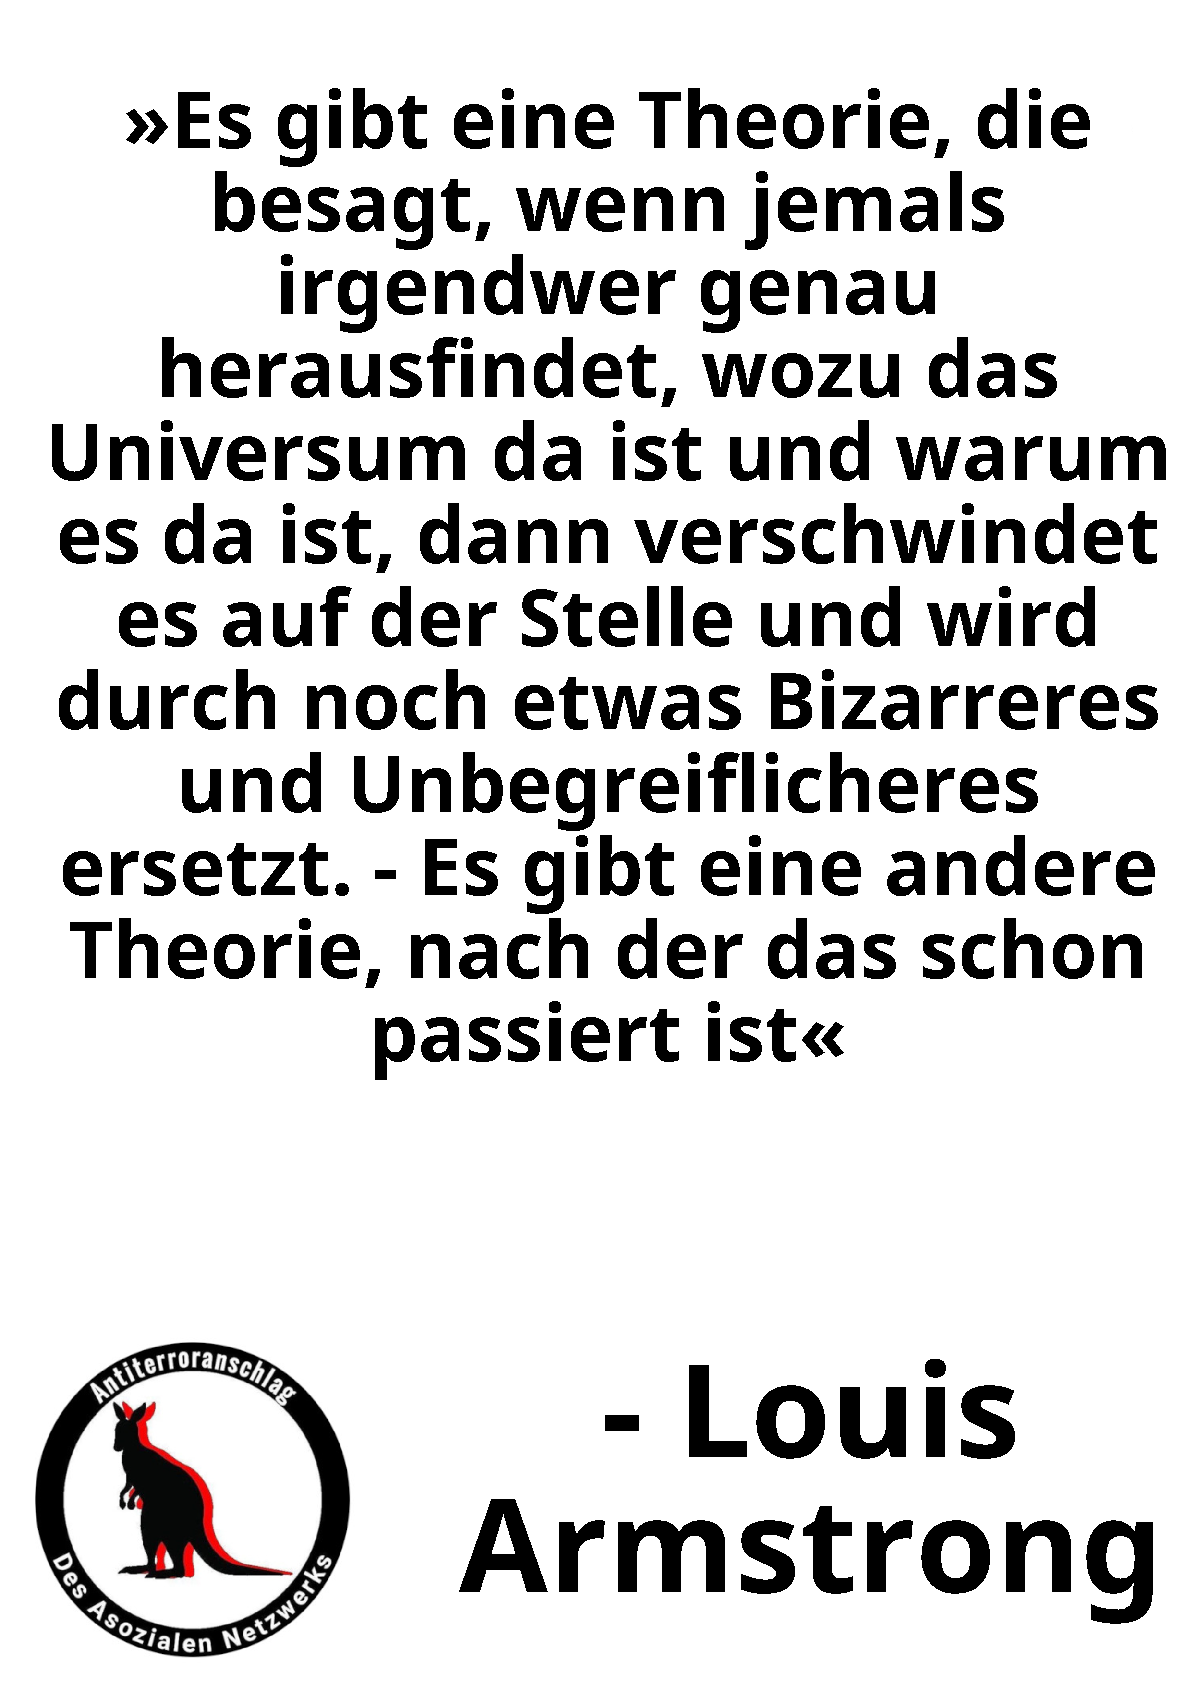 »Es gibt eine Theorie, die
besagt, wenn jemals
irgendwer genau
herausfindet, wozu das
Universum da ist und warum
es da ist, dann verschwindet
es auf der Stelle und wird
durch noch etwas Bizarreres
und Unbegreiflicheres
ersetzt. - Es gibt eine andere
Theorie, nach der das schon
passiert ist«
Antiterroranschlag
Des Asozialen Netzwerks
- Louis
Armstrong